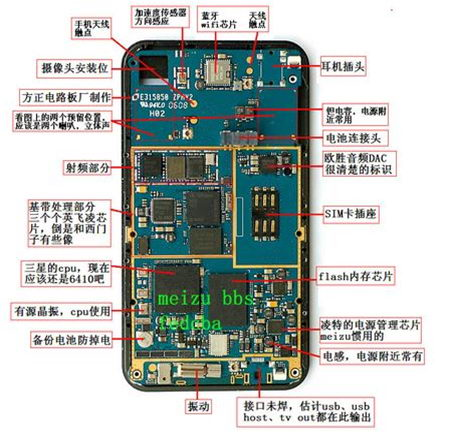 手机天线
触点
加速度传感器
方向感应
蓝牙
wifi芯片
天线
触点
摄像头安装位
耳机插头
方正电路板厂制作
E315850 ZPMV2
94V-0 0608
H02
钽电容，电源附
近常用
看图上的两个预留位置，
应该是两个喇叭，立体声
电池连接头
射频部分
欧胜音频DAC
很清楚的标识
基带处理部分
三个个英飞凌芯
片，倒是和西门
子有些像
SIM卡插座
三星的cpu，现在
应该还是6410吧
flash内存芯片
meizu bbs
fedoba
有源晶振，cpu使用
凌特的电源管理芯片
meizu惯用的
备份电池防掉电
电感，电源附近常有
振动
接口未焊，估计usb、usb
host、tv out都在此输出